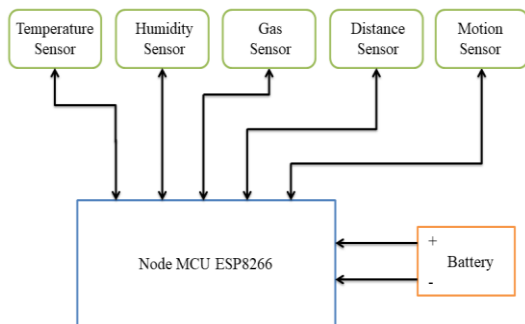 Temperature
Sensor
Humidity
Sensor
Gas
Sensor
Distance
Sensor
Motion
Sensor
Node MCU ESP8266
+
Battery
-